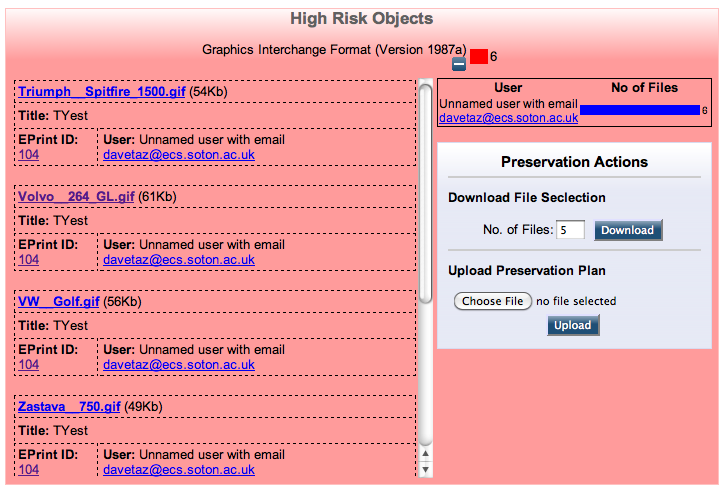 High Risk Objects
Graphics Interchange Format (Version 1987a) 6
Triumph__Spitfire_1500.gif (54Kb)
Title: TYest
EPrint ID: User: Unnamed user with email
104 davetaz@ecs.soton.ac.uk
Volvo__264_GL.gif (61Kb)
Title: TYest
EPrint ID: User: Unnamed user with email
104 davetaz@ecs.soton.ac.uk
VW__Golf.gif (56Kb)
Title: TYest
EPrint ID: User: Unnamed user with email
104 davetaz@ecs.soton.ac.uk
Zastava__750.gif (49Kb)
Title: TYest
EPrint ID: User: Unnamed user with email
104 davetaz@ecs.soton.ac.uk
User No of Files
Unnamed user with email
davetaz@ecs.soton.ac.uk 6
Preservation Actions
Download File Seclection
No. of Files: 5 Download
Upload Preservation Plan
Choose File no file selected
Upload